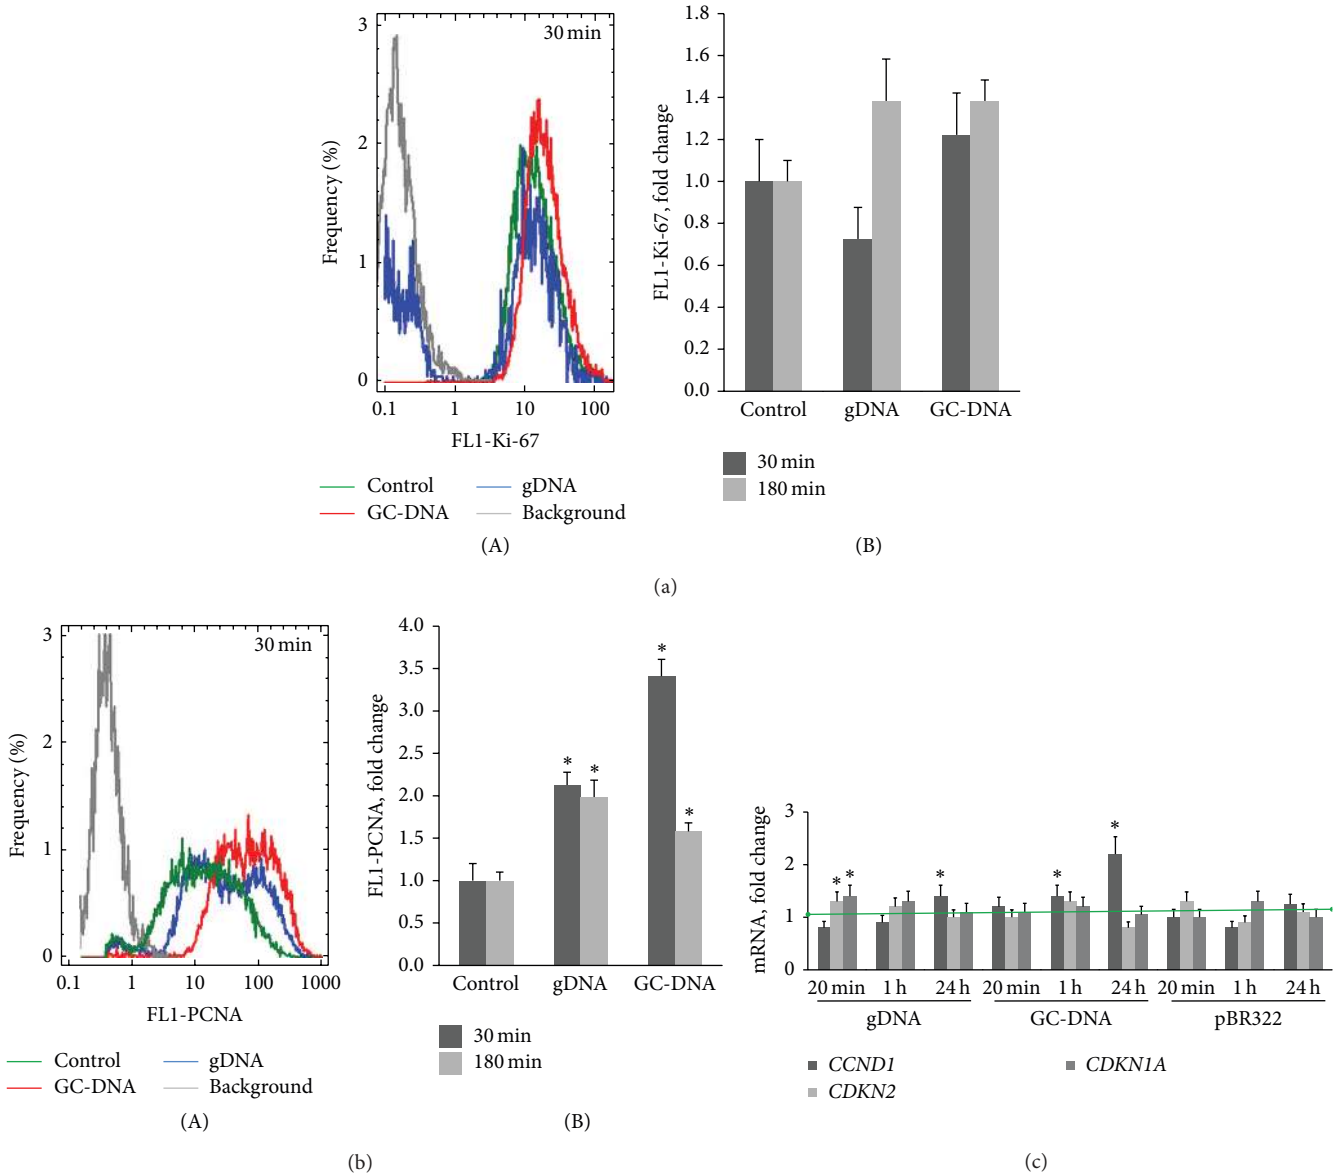 30 min
3
2
1
0
Frequency (%)
0.1 1 10 100
FL1-Ki-67
Control gDNA
GC-DNA Background
(A)
1.8
1.6
1.4
1.2
1.0
0.8
0.6
0.4
0.2
0.0
FL1-Ki-67, fold change
Control gDNA GC-DNA
30 min
180 min
(B)
(a)
30 min
3
2
1
0
Frequency (%)
0.1 1 10 100 1000
FL1-PCNA
Control gDNA
GC-DNA Background
(A)
4.0
3.5
3.0
2.5
2.0
1.5
1.0
0.5
0.0
FL1-PCNA, fold change
* * * *
Control gDNA GC-DNA
30 min
180 min
(B)
(b)
3
2
1
0
mRNA, fold change
* * * * *
20 min 1 h 24 h 20 min 1 h 24 h 20 min 1 h 24 h
gDNA GC-DNA pBR322
CCND1 CDKN1A
CDKN2
(c)